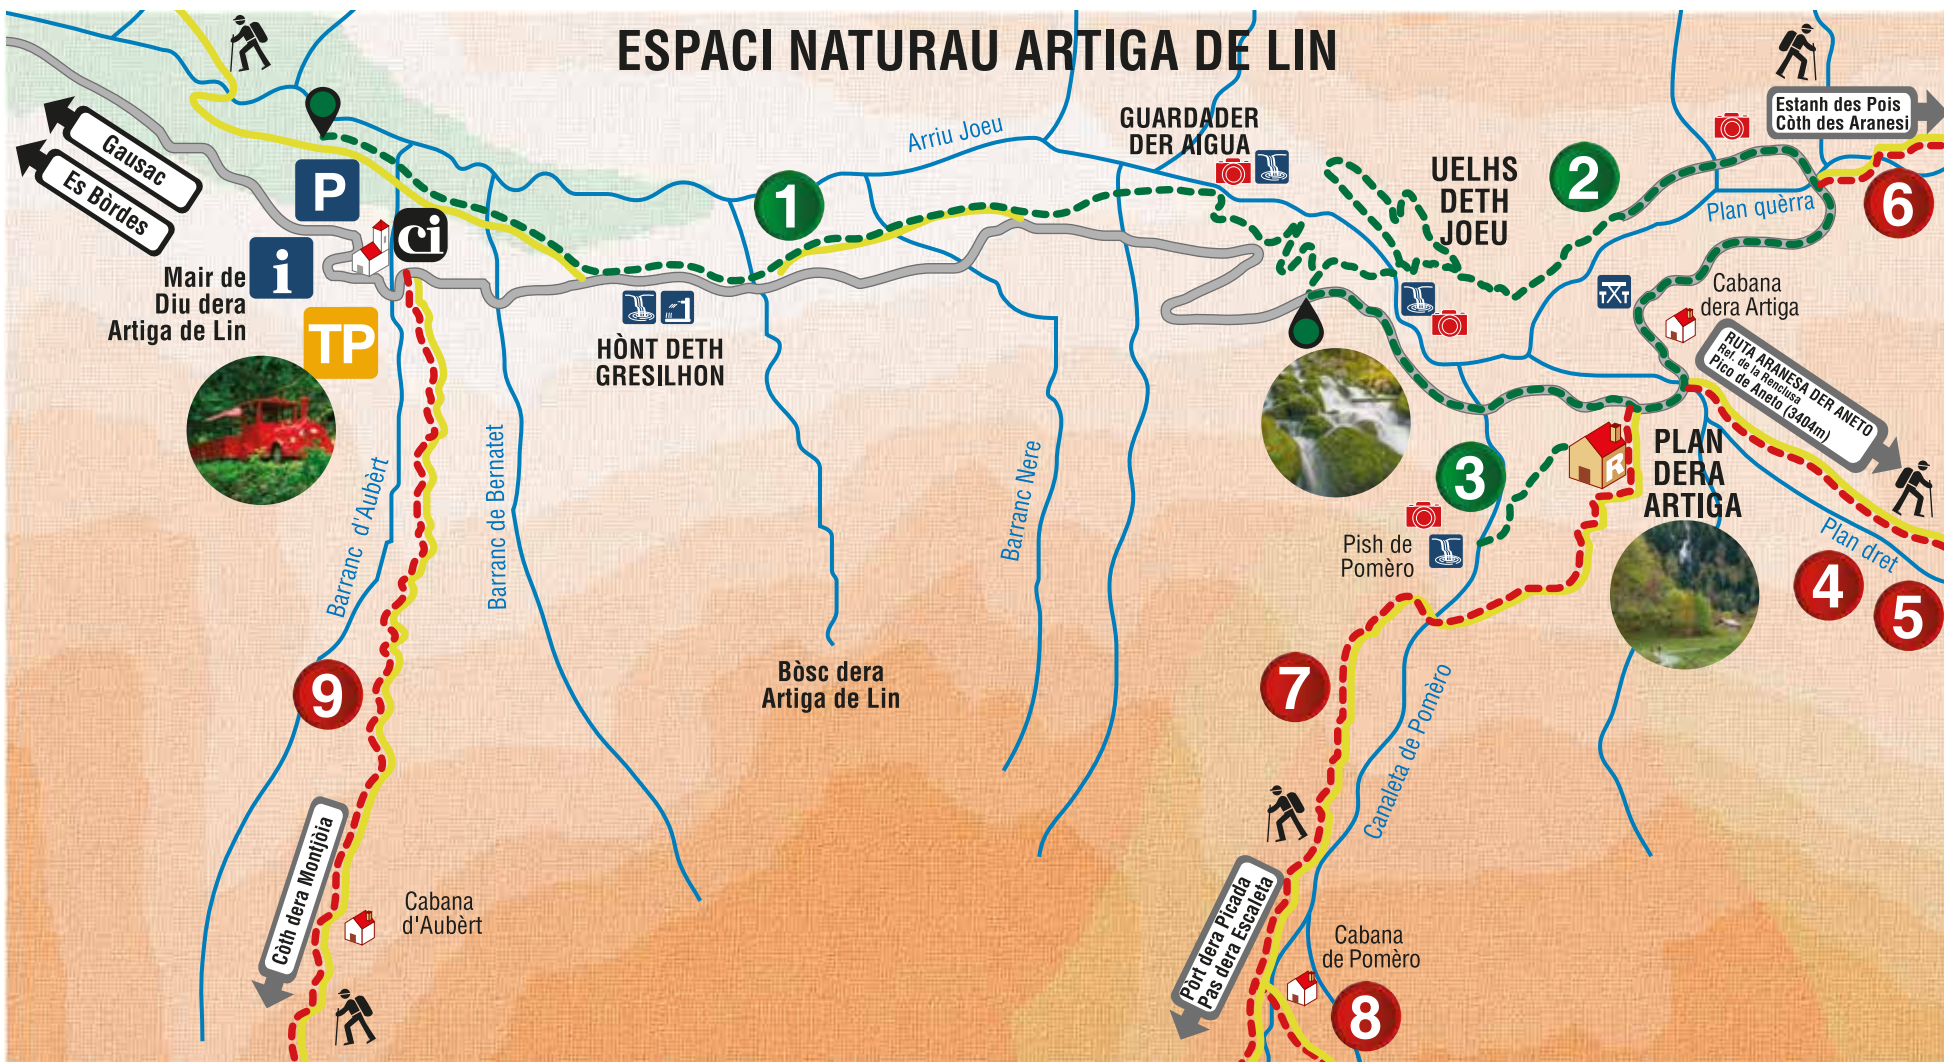 ESPACI NATURAU ARTIGA DE LIN
Gausac
Es Bòrdes
P
i
ci
TP
Mair de
Diu dera
Artiga de Lin
1
Arriu Joeu
GUARDADER
DER AIGUA
UELHS
DETH
JOEU
2
Estanh des Pois
Còth des Aranesi
6
Plan quèrra
Cabana
dera Artiga
RUTA ARANESA DER ANETO
Ref. de la Renclusa
Pico de Aneto (3404m)
HÒNT DETH
GRESILHON
Barranc d'Aubèrt
Barranc de Bernatet
Barranc Nere
3
R
PLAN
DERA
ARTIGA
Pish de
Pomèro
Plan dret
4
5
7
9
Bòsc dera
Artiga de Lin
Canaleta de Pomèro
Còth dera Montjòia
Cabana
d'Aubèrt
Pòrt dera Picada
Pas dera Escaleta
Cabana
de Pomèro
8